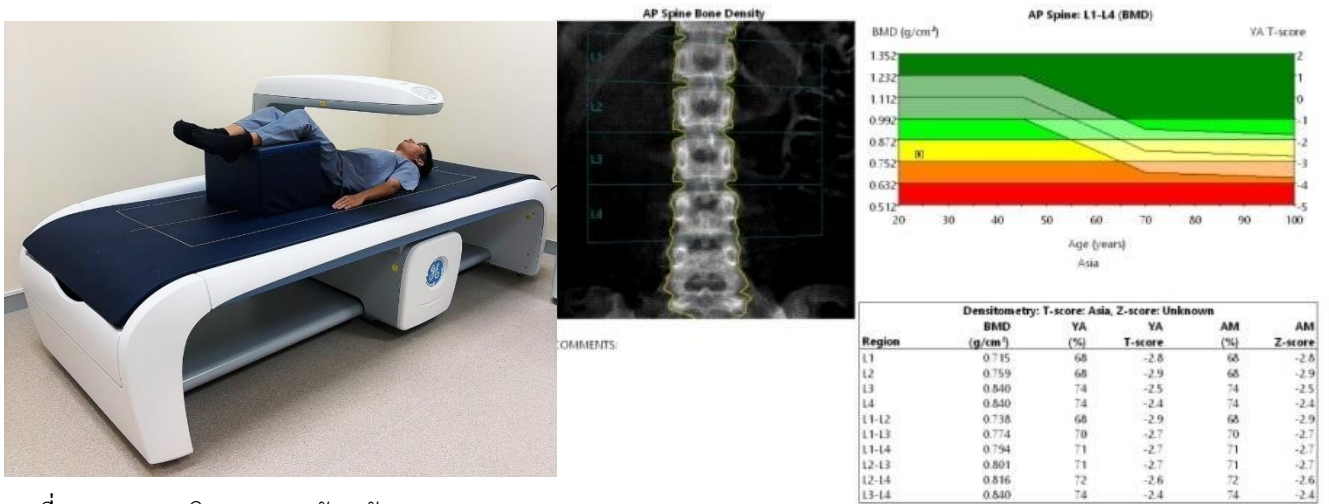 AP Spine Bone Density
L1
L2
L3
L4
COMMENTS:
AP Spine: L1-L4 (BMD)
BMD (g/cm²) YA T-score
1.352 2
1.232 1
1.112 0
0.992 -1
0.872 -2
0.752 -3
0.632 -4
0.512 -5
20 30 40 50 60 70 80 90 100
Age (years)
Asia
Densitometry: T-score: Asia, Z-score: Unknown
BMD YA YA AM AM
Region (g/cm²) (%) T-score (%) Z-score
L1 0.715 68 -2.8 68 -2.8
L2 0.759 68 -2.9 68 -2.9
L3 0.840 74 -2.5 74 -2.5
L4 0.840 74 -2.4 74 -2.4
L1-L2 0.738 68 -2.9 68 -2.9
L1-L3 0.774 70 -2.7 70 -2.7
L1-L4 0.794 71 -2.7 71 -2.7
L2-L3 0.801 71 -2.7 71 -2.7
L2-L4 0.816 72 -2.6 72 -2.6
L3-L4 0.840 74 -2.4 74 -2.4